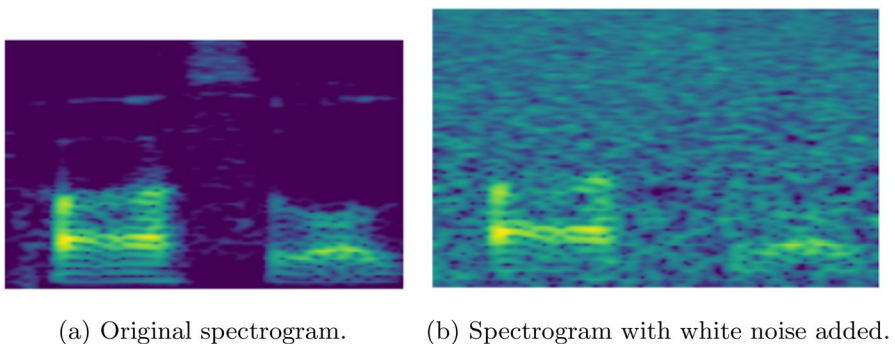 (a) Original spectrogram.
(b) Spectrogram with white noise added.